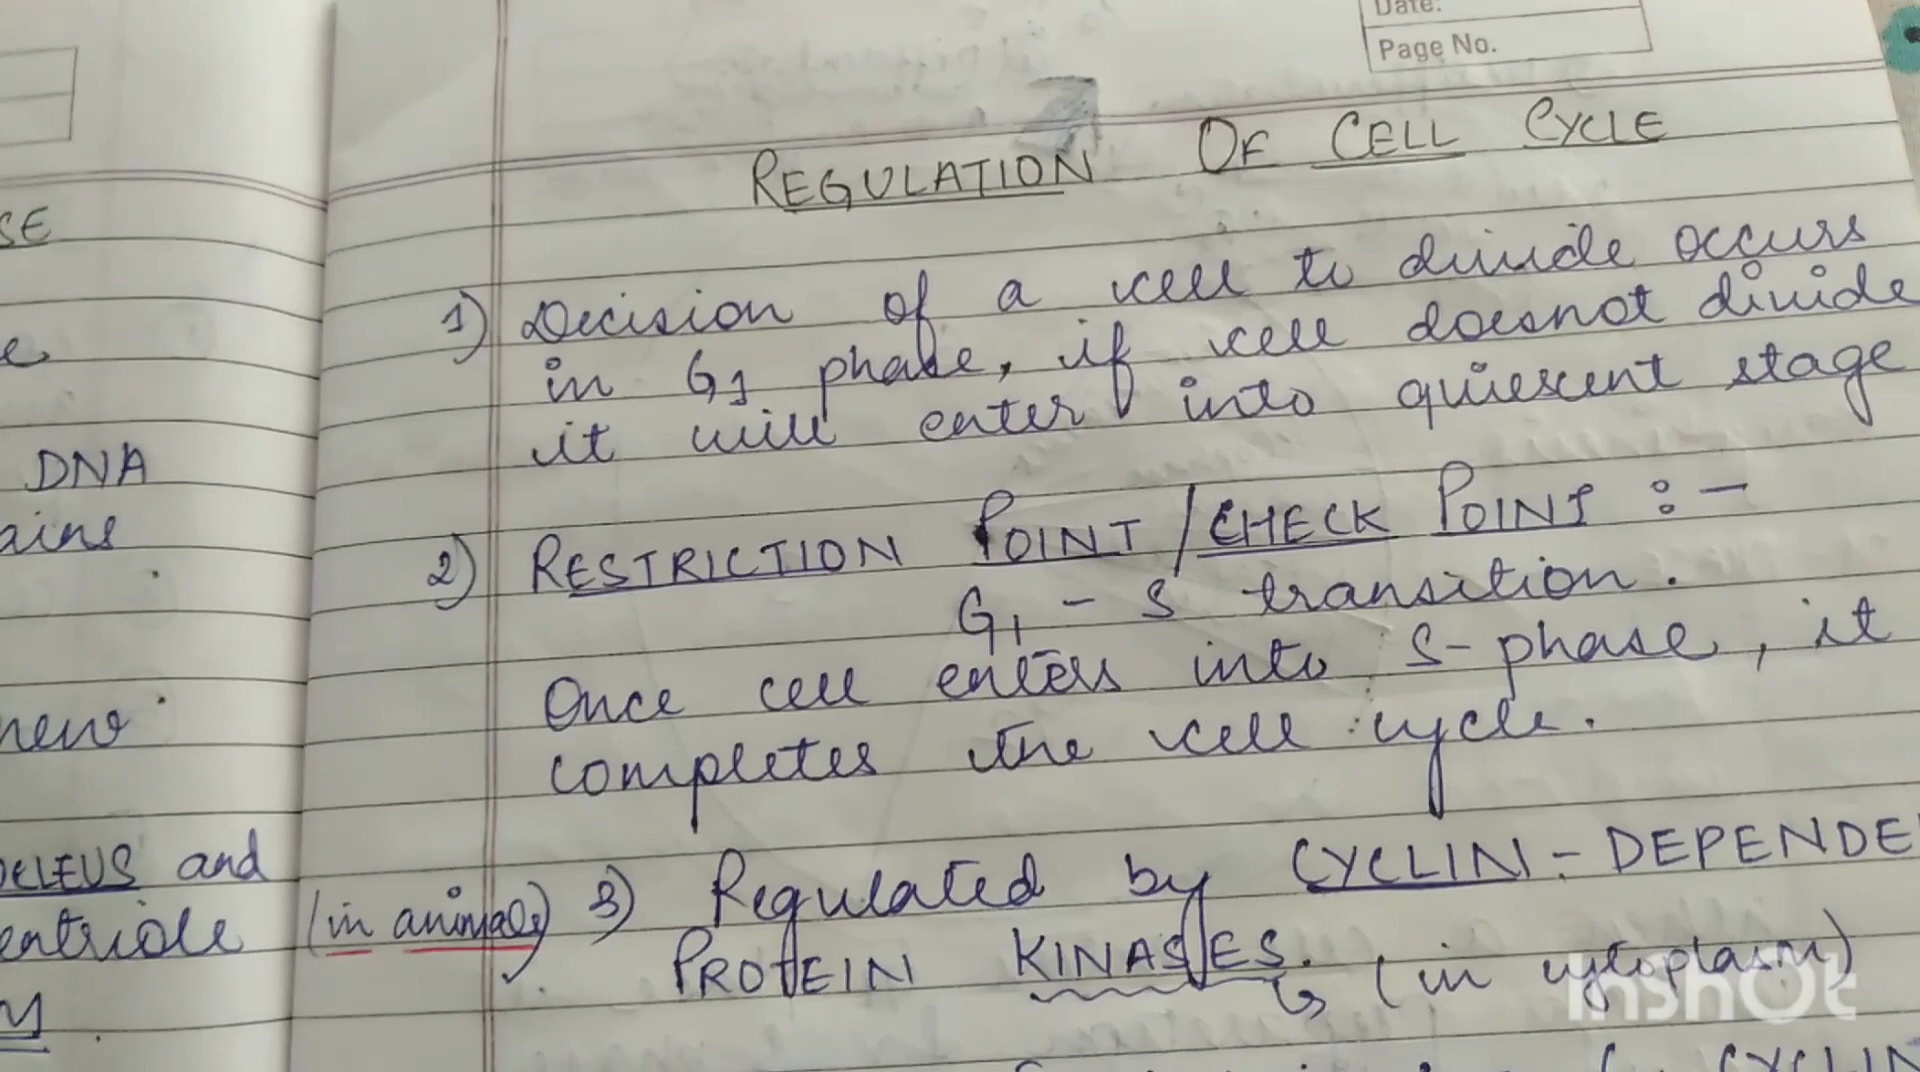 Date:
Page No.
REGULATION OF CELL CYCLE
1) Decision of a cell to divide occurs
in G1 phase, if cell doesnot divide
it will enter into quiescent stage
2) RESTRICTION POINT / CHECK POINT :-
G1 - S transition.
Once cell enters into S-phase, it
completes the cell cycle.
3) Regulated by CYCLIN - DEPENDE
PROTEIN KINASES. (in cytoplasm)
CYCLIN
SE
e
DNA
ains
new
and
(in animals)
InShOt